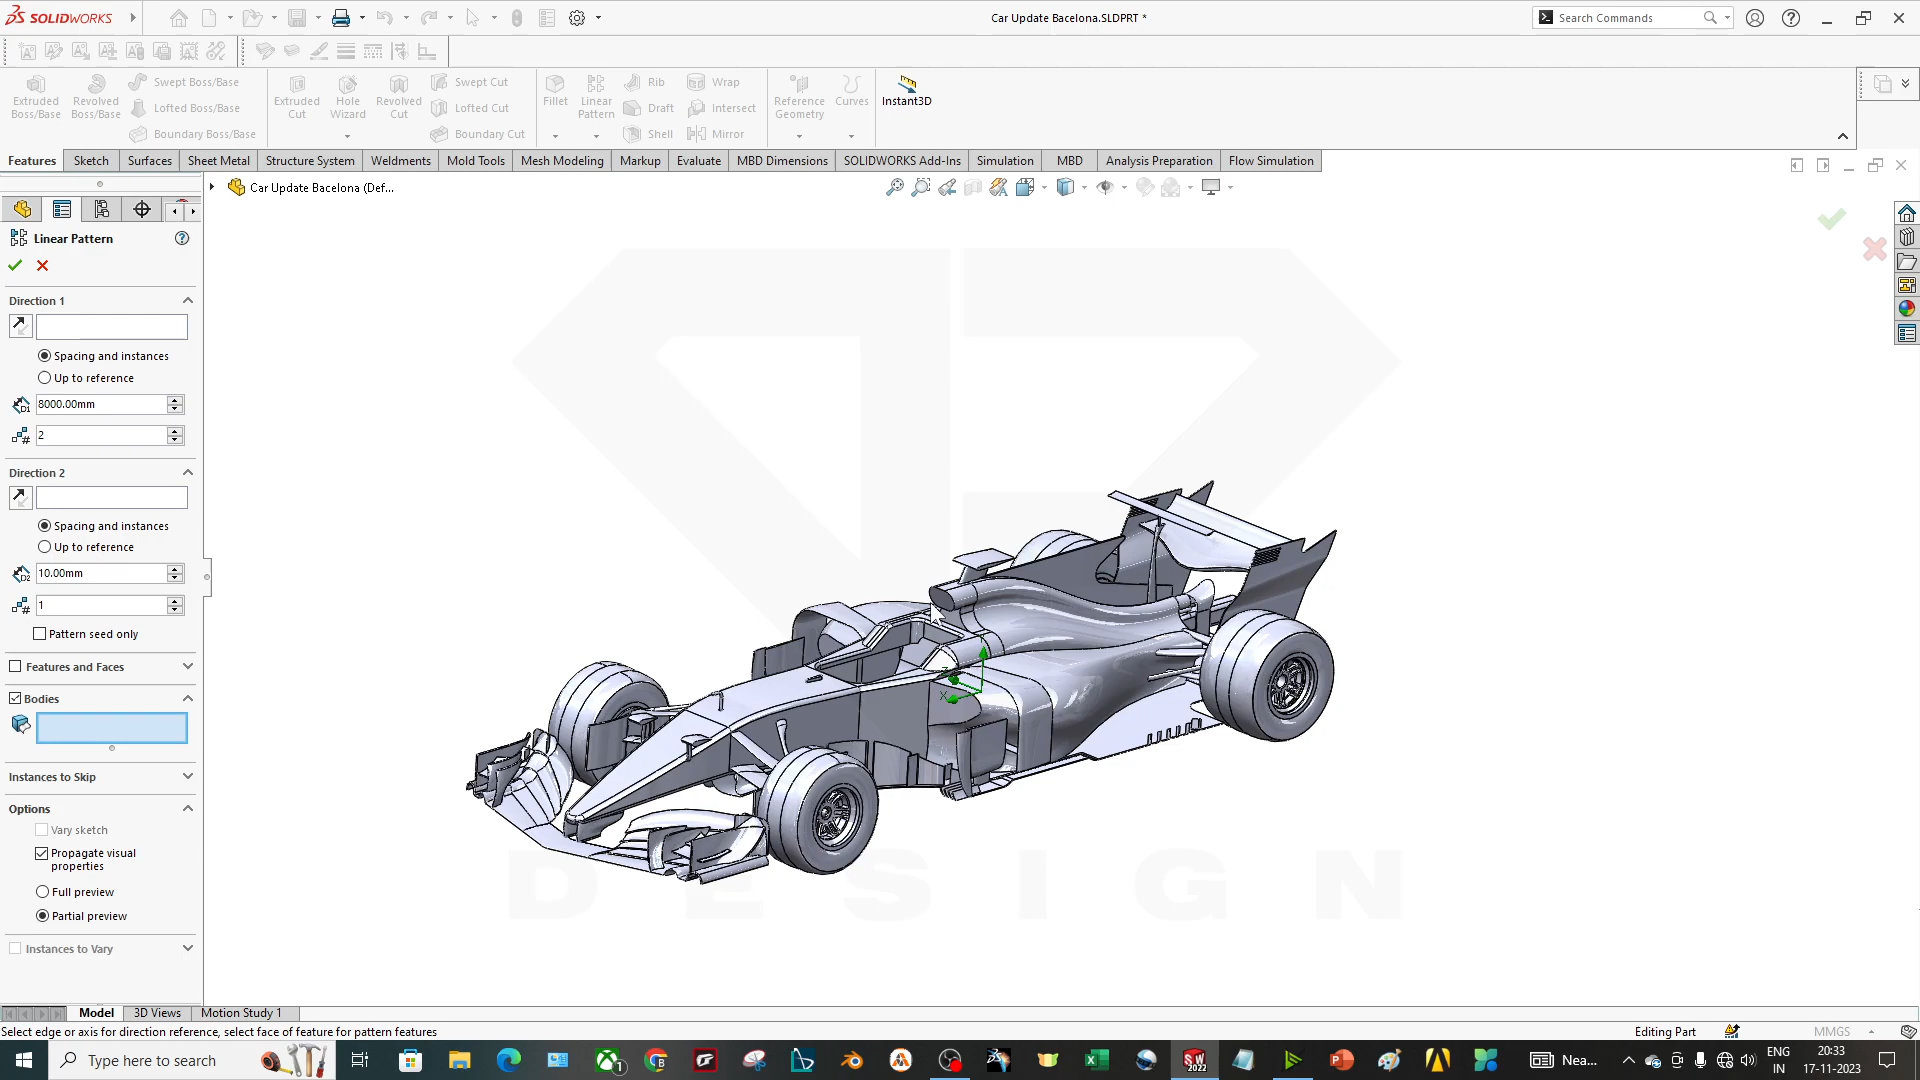 SOLIDWORKS
Car Update Bacelona.SLDPRT *
Search Commands
Extruded Boss/Base
Revolved Boss/Base
Swept Boss/Base
Lofted Boss/Base
Boundary Boss/Base
Extruded Cut
Hole Wizard
Revolved Cut
Swept Cut
Lofted Cut
Boundary Cut
Fillet
Linear Pattern
Rib
Draft
Shell
Wrap
Intersect
Mirror
Reference Geometry
Curves
Instant3D
Features
Sketch
Surfaces
Sheet Metal
Structure System
Weldments
Mold Tools
Mesh Modeling
Markup
Evaluate
MBD Dimensions
SOLIDWORKS Add-Ins
Simulation
MBD
Analysis Preparation
Flow Simulation
Car Update Bacelona (Def...
Linear Pattern
Direction 1
Spacing and instances
Up to reference
D1
8000.00mm
2
Direction 2
Spacing and instances
Up to reference
D2
10.00mm
1
Pattern seed only
Features and Faces
Bodies
Instances to Skip
Options
Vary sketch
Propagate visual
properties
Full preview
Partial preview
Instances to Vary
X
DESIGN
Model
3D Views
Motion Study 1
Select edge or axis for direction reference, select face of feature for pattern features
Editing Part
MMGS
Type here to search
1
SW
2022
Nea...
ENG
IN
20:33
17-11-2023